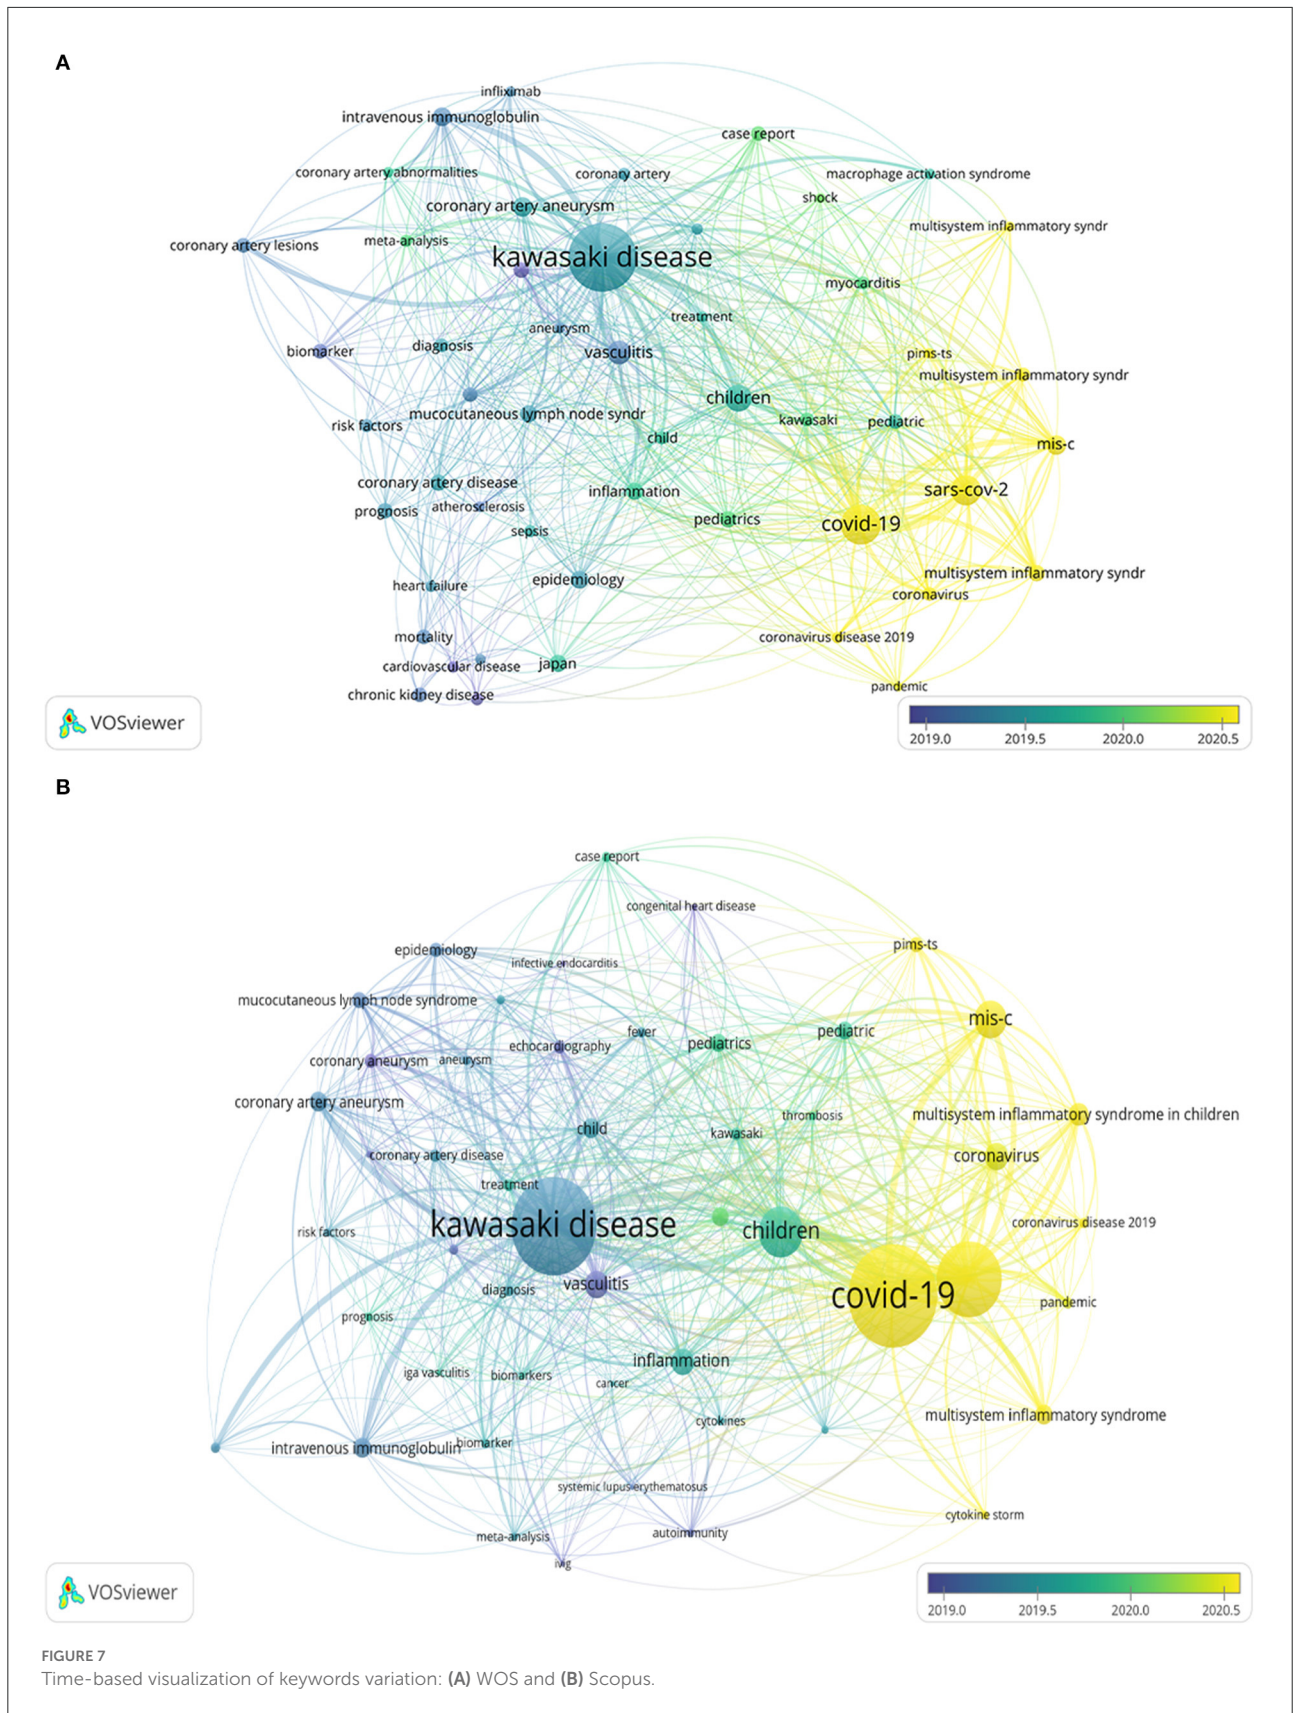 A
infliximab
intravenous immunoglobulin
case report
coronary artery abnormalities
coronary artery
macrophage activation syndrome
shock
coronary artery aneurysm
multisystem inflammatory syndr
coronary artery lesions
meta-analysis
kawasaki disease
myocarditis
treatment
aneurysm
biomarker
diagnosis
vasculitis
pims-ts
multisystem inflammatory syndr
children
mucocutaneous lymph node syndr
kawasaki
pediatric
risk factors
child
mis-c
coronary artery disease
inflammation
sars-cov-2
prognosis
atherosclerosis
pediatrics
covid-19
sepsis
heart failure
epidemiology
multisystem inflammatory syndr
coronavirus
mortality
coronavirus disease 2019
cardiovascular disease
japan
chronic kidney disease
pandemic
VOSviewer
2019.0 2019.5 2020.0 2020.5
B
case report
congenital heart disease
epidemiology
pims-ts
infective endocarditis
mucocutaneous lymph node syndrome
mis-c
fever
pediatric
echocardiography
pediatrics
coronary aneurysm
aneurysm
coronary artery aneurysm
thrombosis
multisystem inflammatory syndrome in children
child
kawasaki
coronary artery disease
coronavirus
treatment
kawasaki disease
children
coronavirus disease 2019
risk factors
diagnosis
vasculitis
covid-19
pandemic
prognosis
inflammation
iga vasculitis
biomarkers
cancer
cytokines
multisystem inflammatory syndrome
intravenous immunoglobulin
biomarker
systemic lupus erythematosus
cytokine storm
meta-analysis
autoimmunity
ivig
VOSviewer
2019.0 2019.5 2020.0 2020.5
FIGURE 7
Time-based visualization of keywords variation: (A) WOS and (B) Scopus.